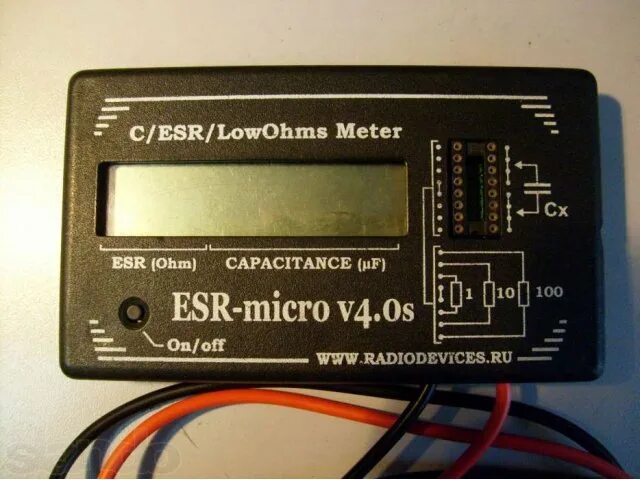 C/ESR/LowOhms Meter
Cx
ESR (Ohm) CAPACITANCE (µF)
1 10 100
ESR-micro v4.0s
On/off
WWW.RADIODEVICES.RU